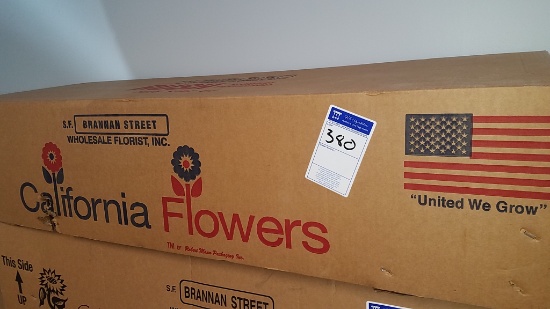 S.F. BRANNAN STREET
WHOLESALE FLORIST, INC.
California Flowers
380
"United We Grow"
This Side
UP
S.F. BRANNAN STREET